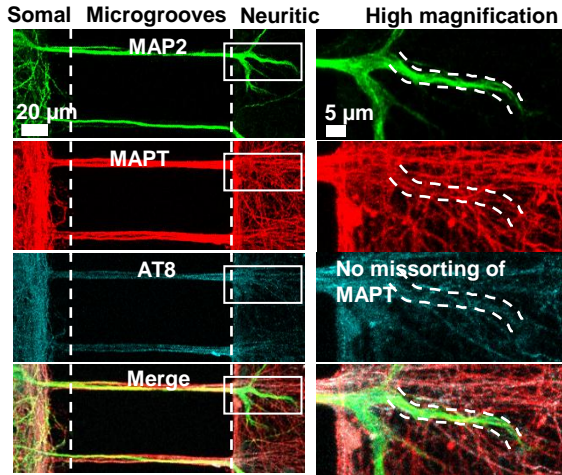 Somal Microgrooves Neuritic High magnification
MAP2
20 µm
5 µm
MAPT
AT8
No missorting of
MAPT
Merge